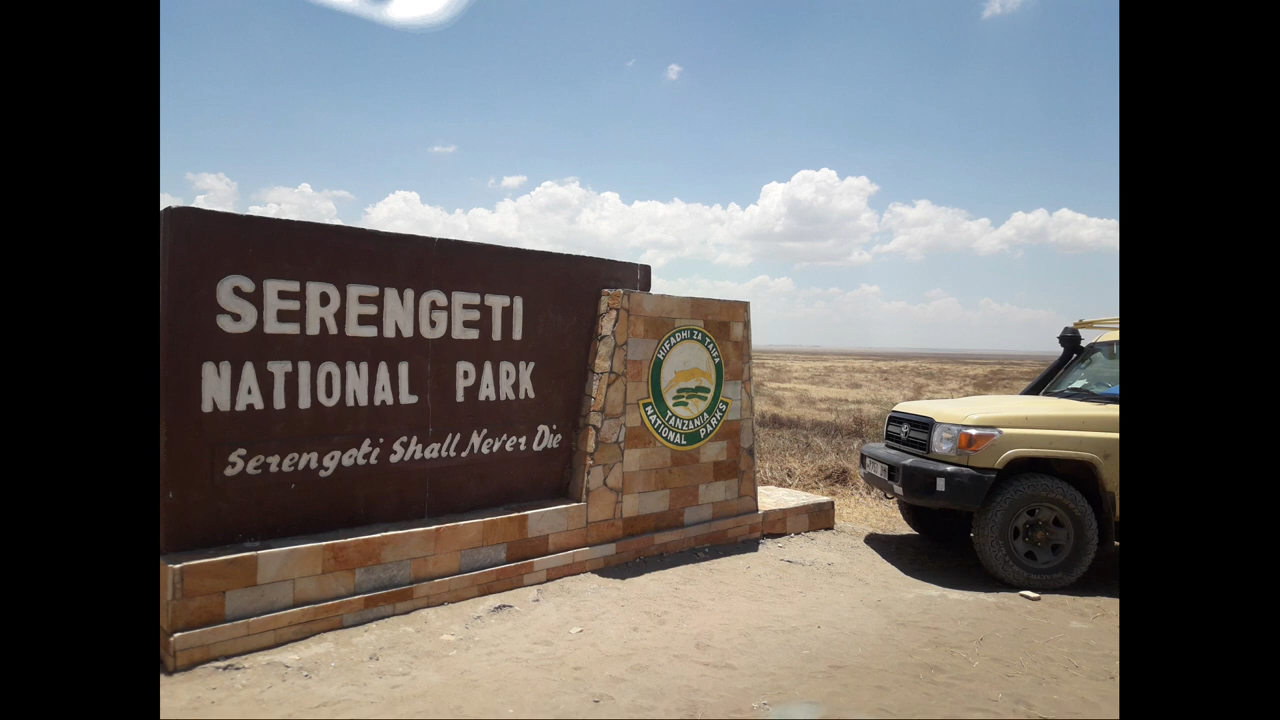 SERENGETI
NATIONAL PARK
Serengeti Shall Never Die
HIFADHI ZA TAIFA
TANZANIA
NATIONAL PARKS